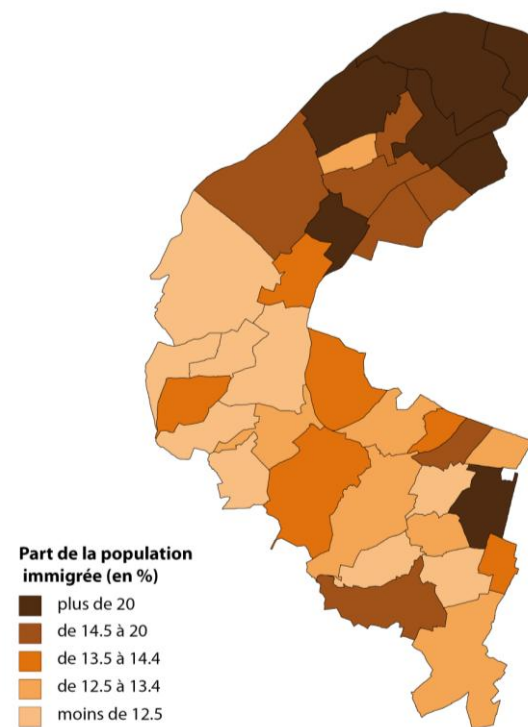 Part de la population
immigrée (en %)
plus de 20
de 14.5 à 20
de 13.5 à 14.4
de 12.5 à 13.4
moins de 12.5